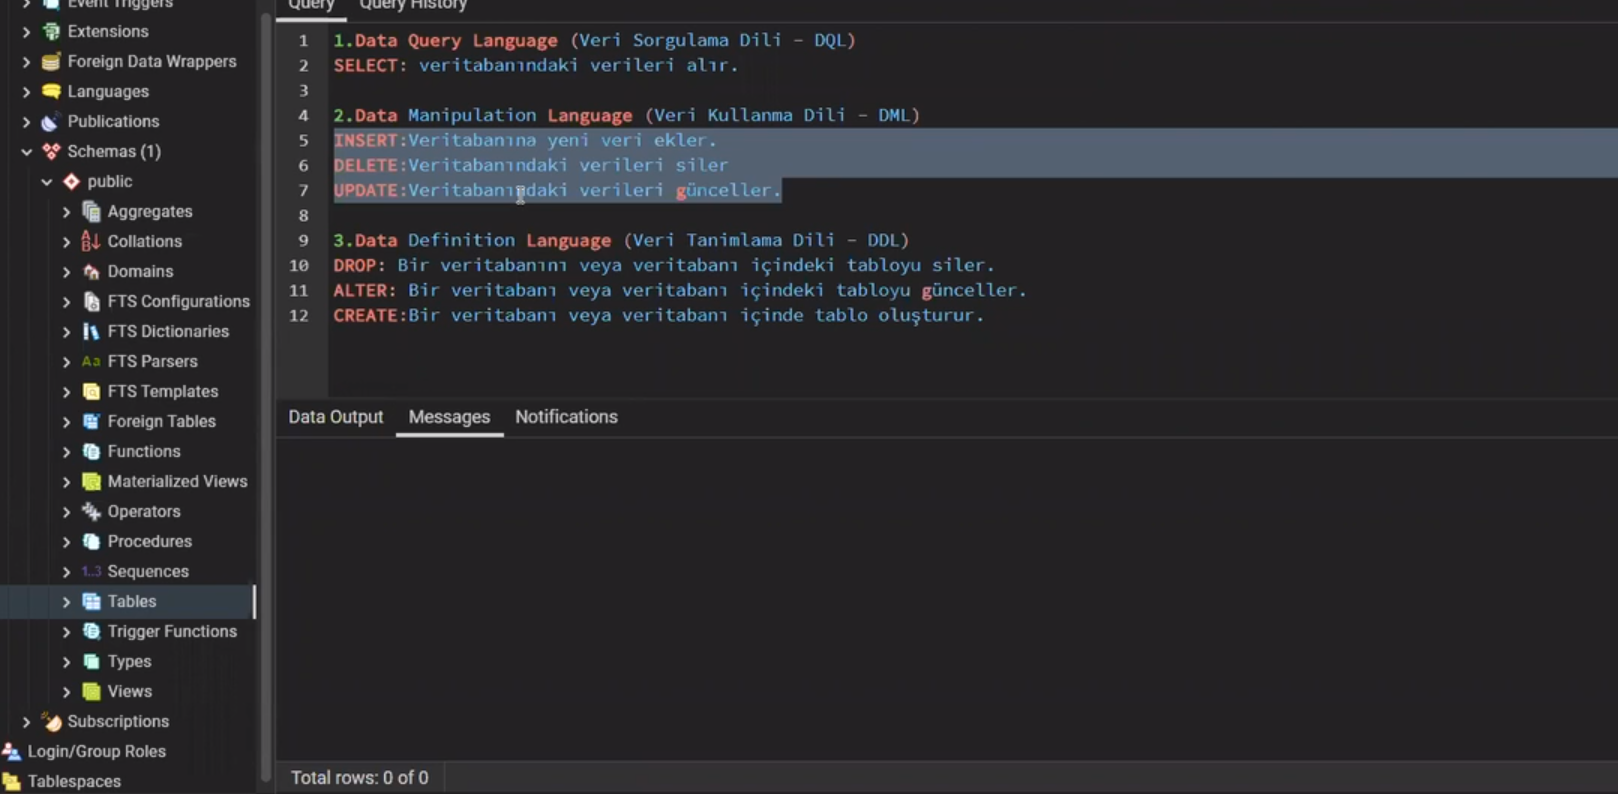 Event Triggers
Extensions
Foreign Data Wrappers
Languages
Publications
Schemas (1)
public
Aggregates
Collations
Domains
FTS Configurations
FTS Dictionaries
Aa FTS Parsers
FTS Templates
Foreign Tables
Functions
Materialized Views
Operators
Procedures
1..3 Sequences
Tables
Trigger Functions
Types
Views
Subscriptions
Login/Group Roles
Tablespaces
Query Query History
1 1.Data Query Language (Veri Sorgulama Dili - DQL)
2 SELECT: veritabanındaki verileri alır.
3
4 2.Data Manipulation Language (Veri Kullanma Dili - DML)
5 INSERT:Veritabanına yeni veri ekler.
6 DELETE:Veritabanındaki verileri siler
7 UPDATE:Veritabanındaki verileri günceller.
8
9 3.Data Definition Language (Veri Tanimlama Dili - DDL)
10 DROP: Bir veritabanını veya veritabanı içindeki tabloyu siler.
11 ALTER: Bir veritabanı veya veritabanı içindeki tabloyu günceller.
12 CREATE:Bir veritabanı veya veritabanı içinde tablo oluşturur.
Data Output Messages Notifications
Total rows: 0 of 0